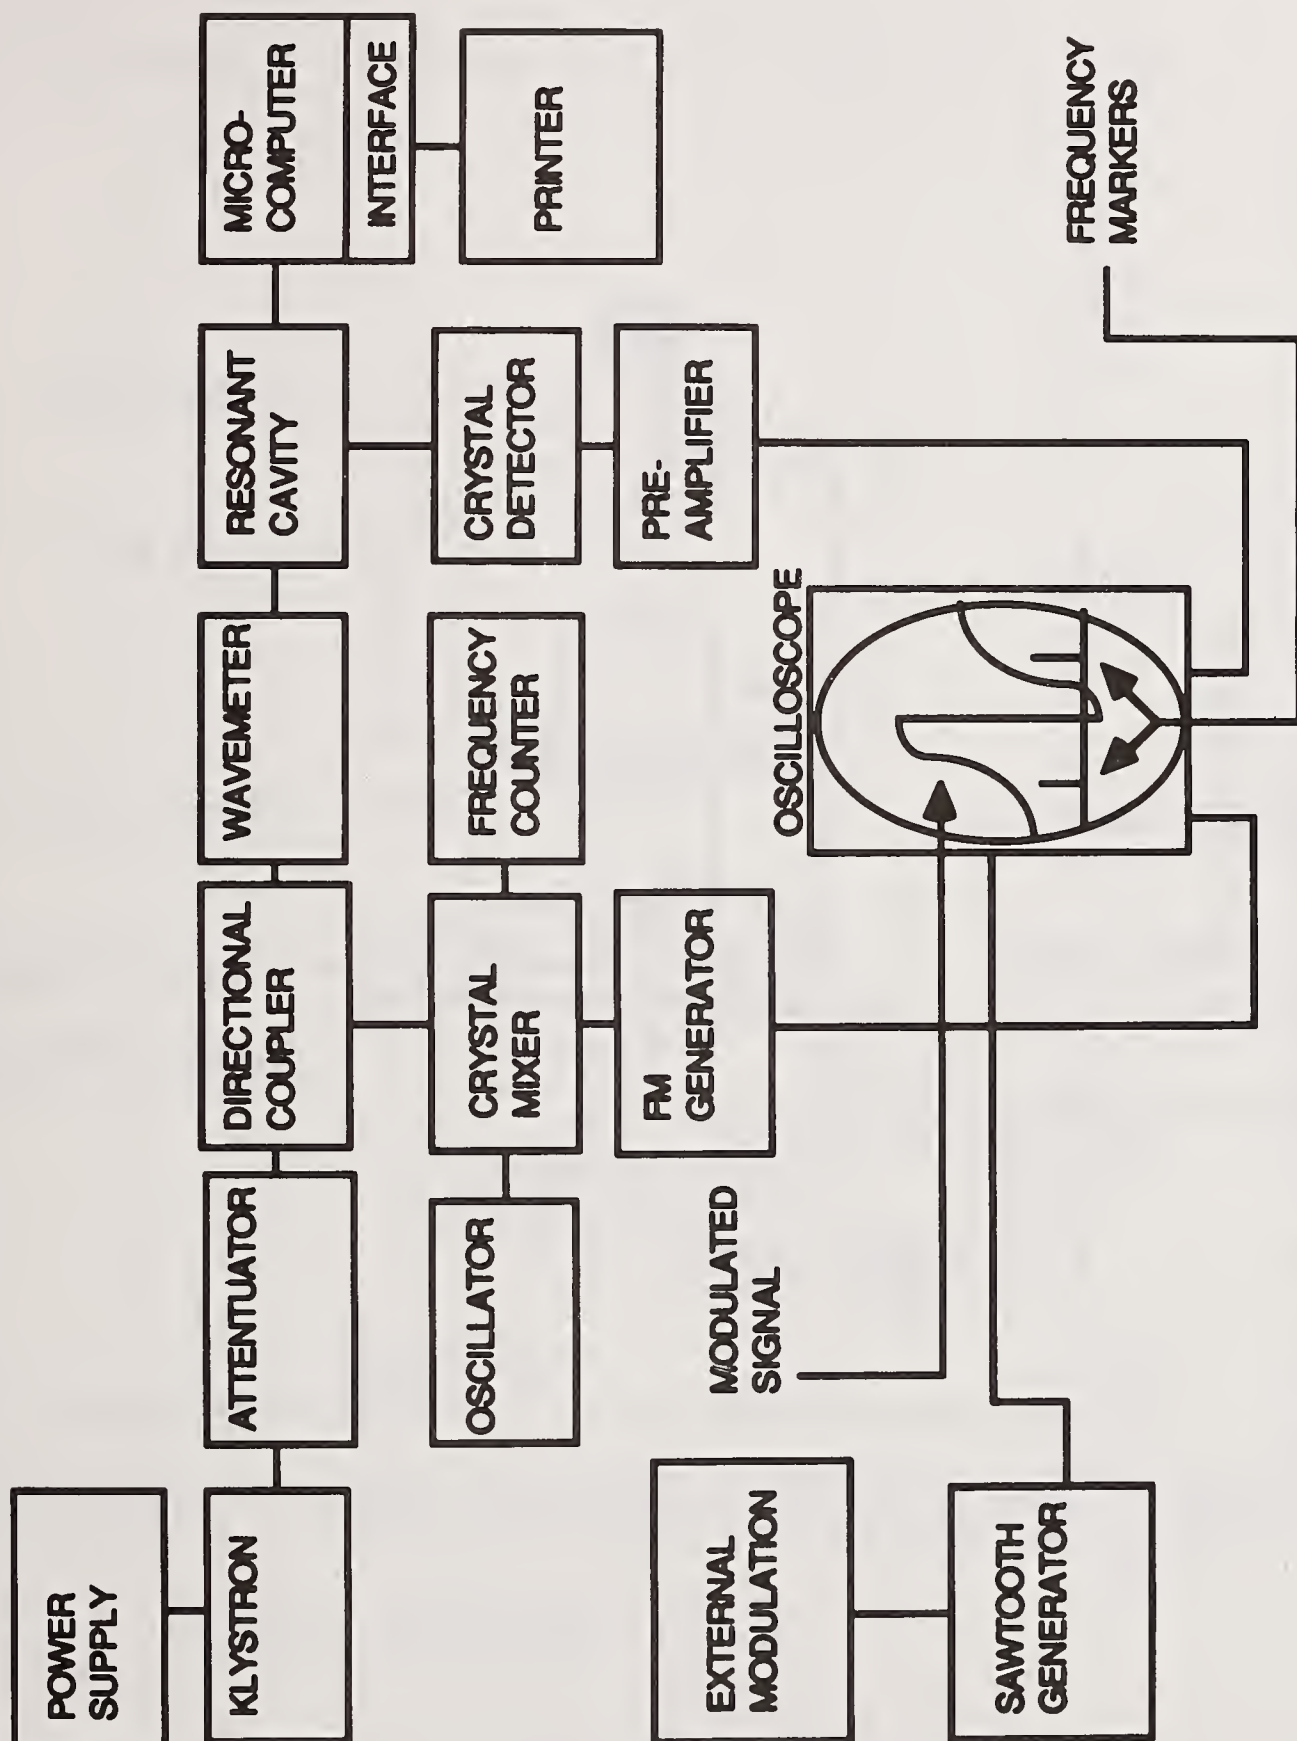 POWER
SUPPLY
KLYSTRON
ATTENTUATOR
DIRECTIONAL
COUPLER
WAVEMETER
RESONANT
CAVITY
MICRO-
COMPUTER
INTERFACE
PRINTER
OSCILLATOR
CRYSTAL
MIXER
FREQUENCY
COUNTER
CRYSTAL
DETECTOR
FM
GENERATOR
PRE-
AMPLIFIER
EXTERNAL
MODULATION
MODULATED
SIGNAL
OSCILLOSCOPE
SAWTOOTH
GENERATOR
FREQUENCY
MARKERS